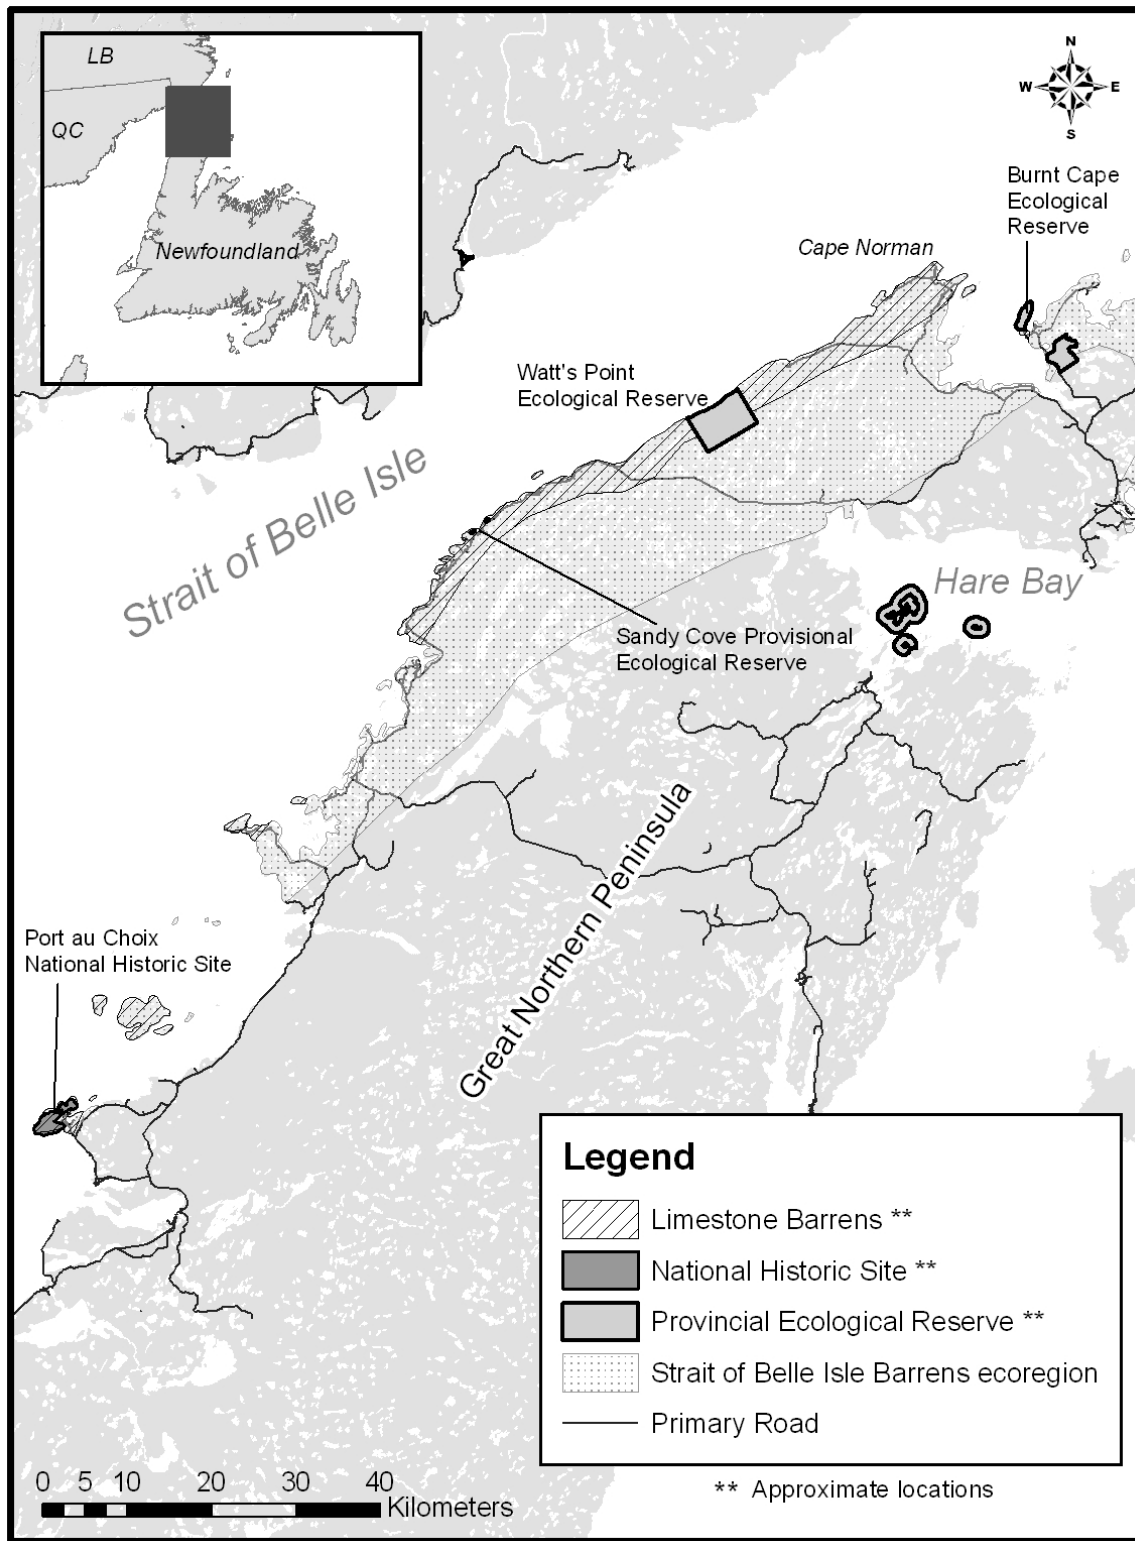 LB
QC
Newfoundland
N
W E
S
Burnt Cape
Ecological
Reserve
Cape Norman
Watt's Point
Ecological Reserve
Strait of Belle Isle
Hare Bay
Sandy Cove Provisional
Ecological Reserve
Great Northern Peninsula
Port au Choix
National Historic Site
Legend
Limestone Barrens **
National Historic Site **
Provincial Ecological Reserve **
Strait of Belle Isle Barrens ecoregion
Primary Road
0 5 10 20 30 40
Kilometers
** Approximate locations